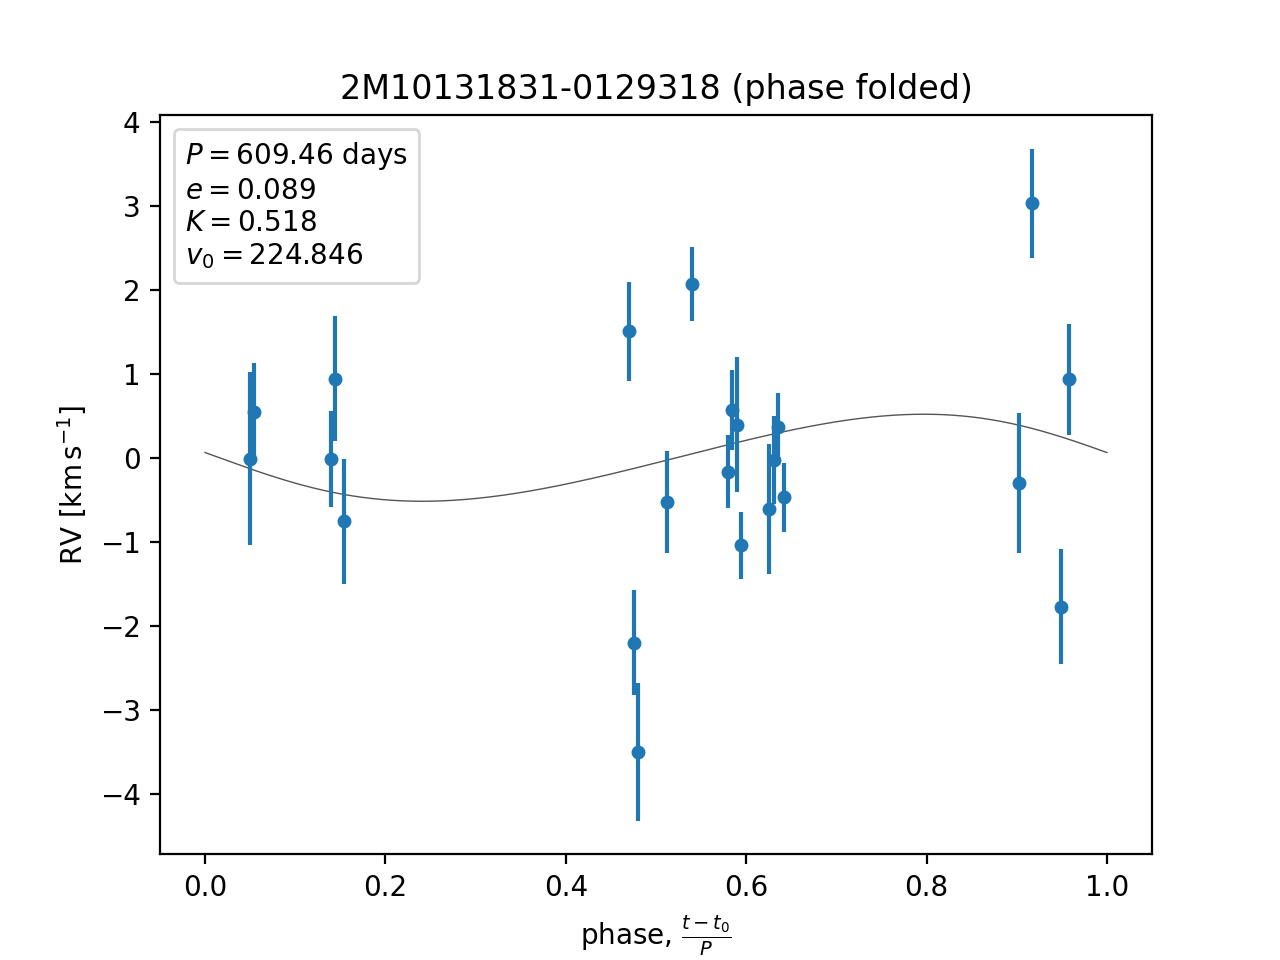 2M10131831-0129318 (phase folded)
P = 609.46 days
e = 0.089
K = 0.518
v₀ = 224.846
4
3
2
1
0
−1
−2
−3
−4
RV [km s⁻¹]
0.0 0.2 0.4 0.6 0.8 1.0
phase, (t − t₀)/P